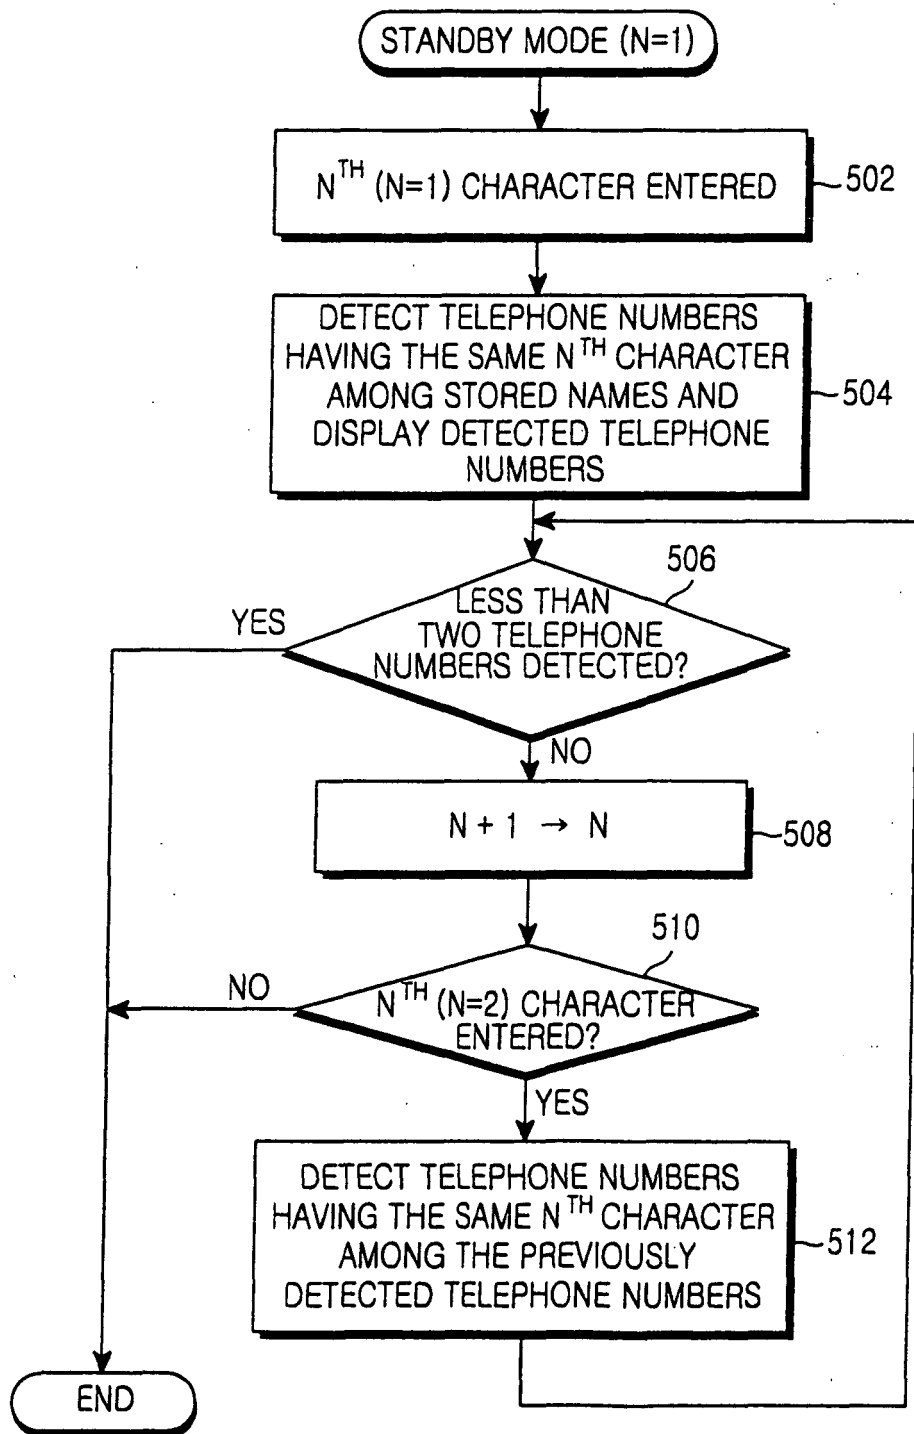 STANDBY MODE (N=1)
N^TH (N=1) CHARACTER ENTERED
502
DETECT TELEPHONE NUMBERS
HAVING THE SAME N^TH CHARACTER
AMONG STORED NAMES AND
DISPLAY DETECTED TELEPHONE
NUMBERS
504
506
LESS THAN
TWO TELEPHONE
NUMBERS DETECTED?
YES
NO
N + 1 → N
508
510
N^TH (N=2) CHARACTER
ENTERED?
NO
YES
DETECT TELEPHONE NUMBERS
HAVING THE SAME N^TH CHARACTER
AMONG THE PREVIOUSLY
DETECTED TELEPHONE NUMBERS
512
END